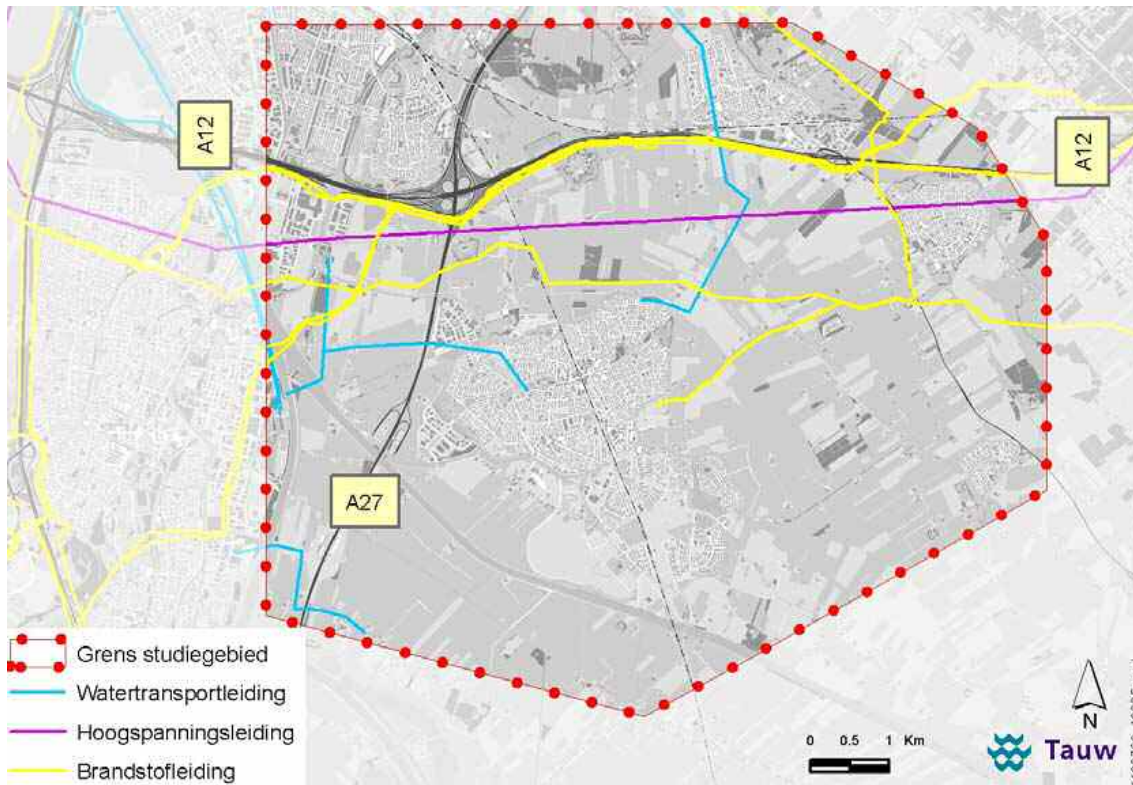 A12
A12
A27
Grens studiegebied
Watertransportleiding
Hoogspanningsleiding
Brandstofleiding
0 0.5 1 Km
N
Tauw